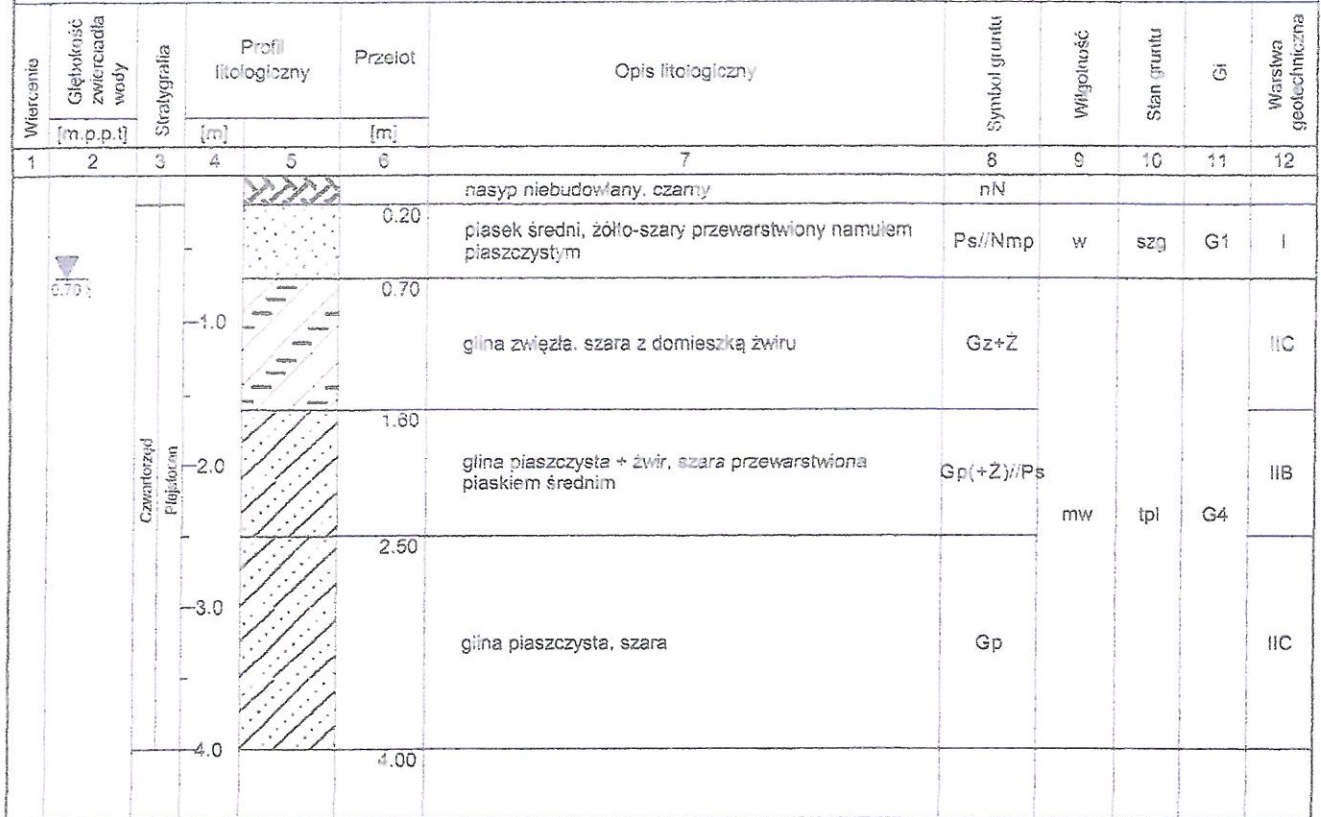 Wiercenie
Głębokość
zwierciadła
wody
[m.p.p.t]
Stratygrafia
Profil
litologiczny
[m]
Przelot
[m]
Opis litologiczny
Symbol gruntu
Wilgotność
Stan gruntu
Gi
Warstwa
geotechniczna
1 2 3 4 5 6 7 8 9 10 11 12
nasyp niebudowlany, czarny nN
0.20
piasek średni, żółto-szary przewarstwiony namułem
piaszczystym
Ps//Nmp w szg G1 I
0.70
0.70
-1.0
glina zwięzła, szara z domieszką żwiru Gz+Ż IIC
1.60
Czwartorzęd
Plejstocen
-2.0
glina piaszczysta + żwir, szara przewarstwiona
piaskiem średnim
Gp(+Ż)//Ps IIB
mw tpl G4
2.50
-3.0
glina piaszczysta, szara Gp IIC
-4.0
4.00